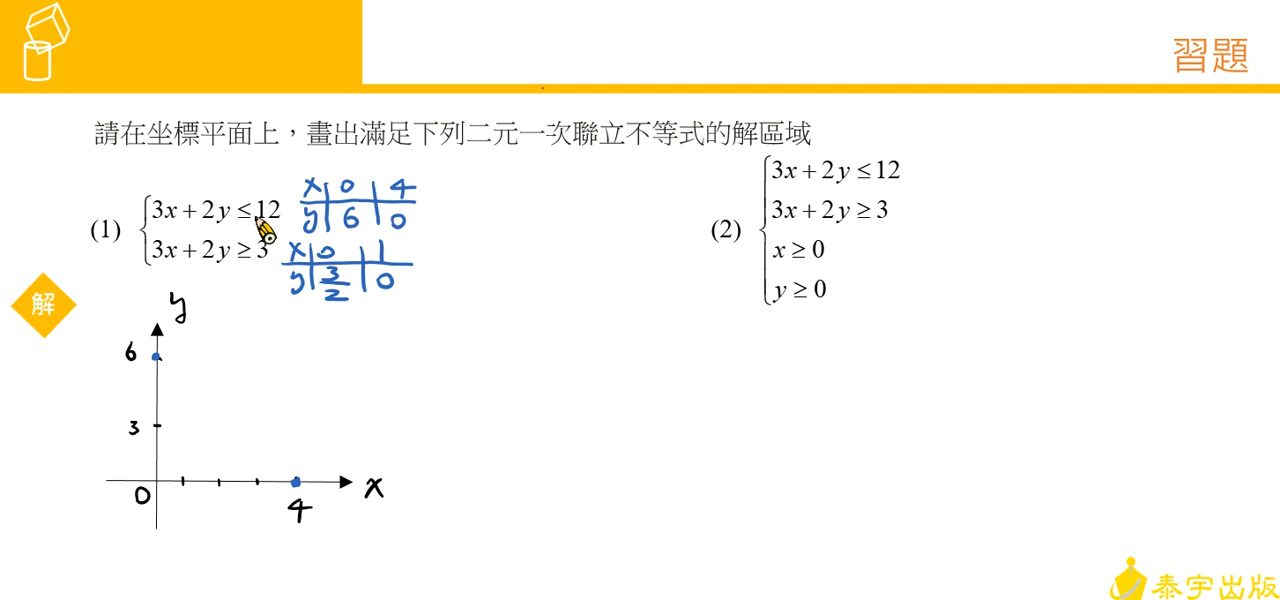 習題
請在坐標平面上，畫出滿足下列二元一次聯立不等式的解區域
(1) { 3x + 2y ≤ 12
3x + 2y ≥ 3
x 0 4
y 6 0
x 0 1
y 3/2 0
(2) { 3x + 2y ≤ 12
3x + 2y ≥ 3
x ≥ 0
y ≥ 0
解
y
6
3
0
4
x
泰宇出版